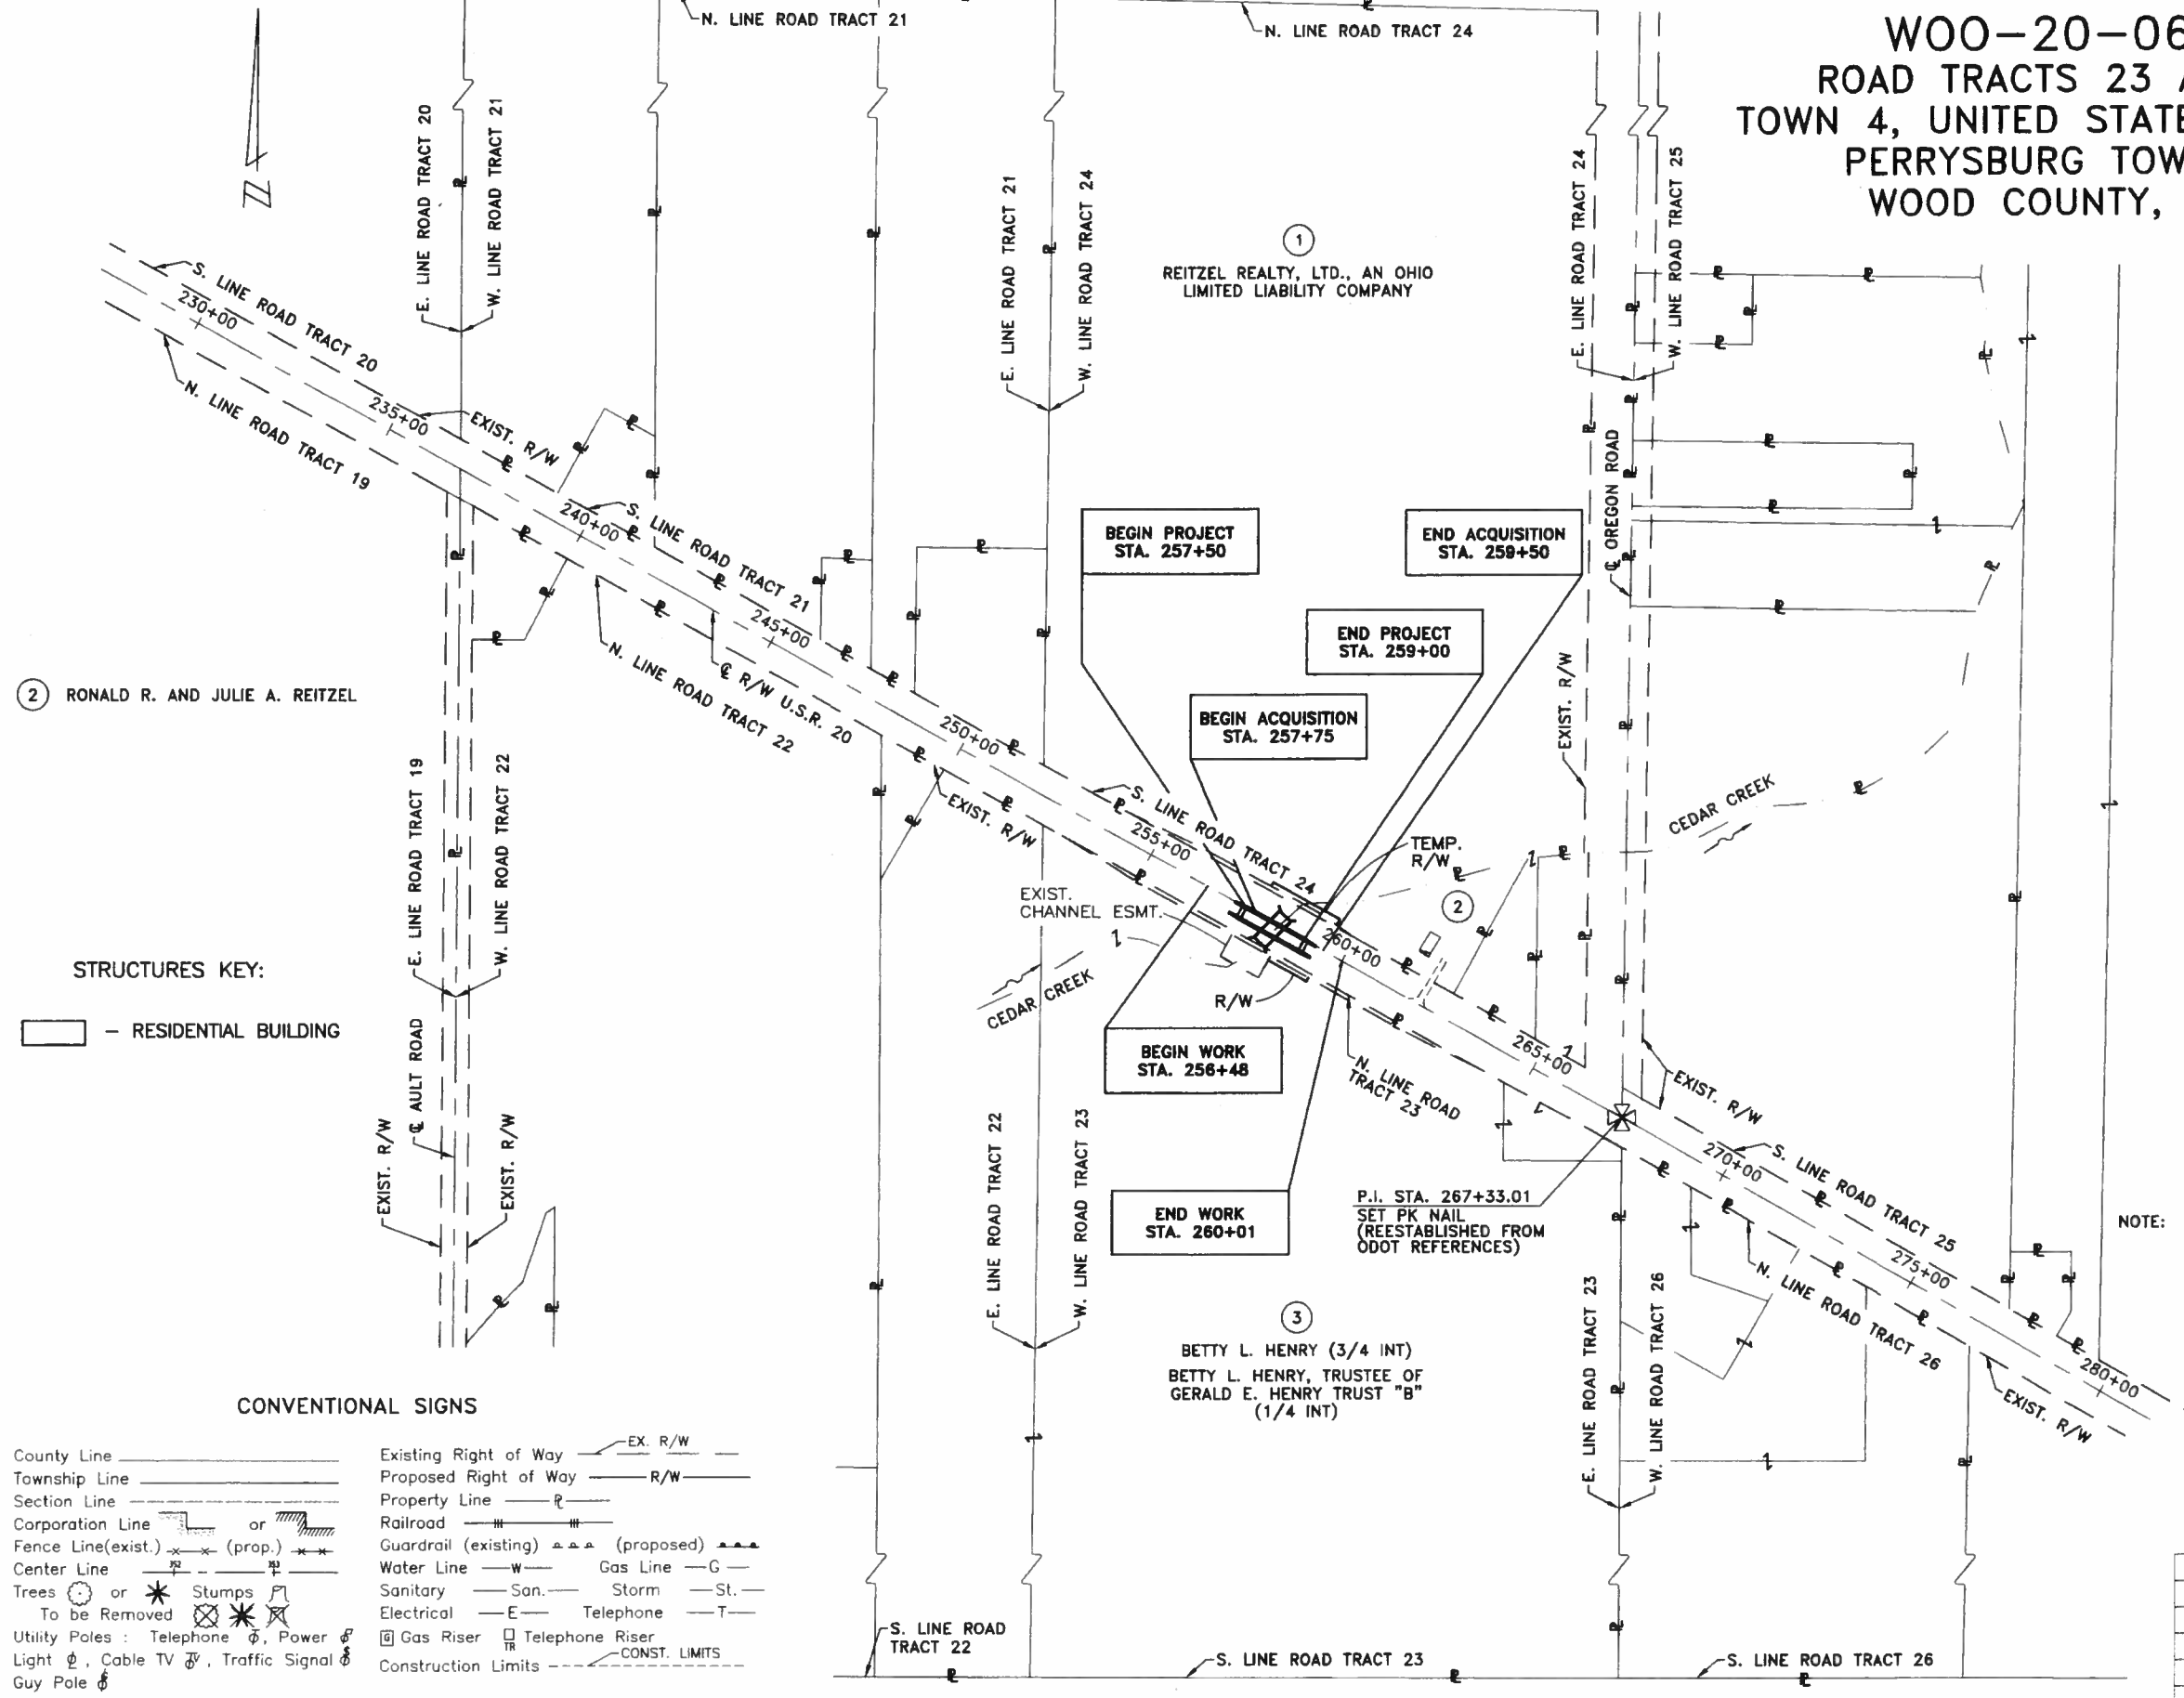 N. LINE ROAD TRACT 21
N. LINE ROAD TRACT 24
WOO-20-06
ROAD TRACTS 23
TOWN 4, UNITED STATE
PERRYSBURG TOW
WOOD COUNTY,
N
E. LINE ROAD TRACT 20
W. LINE ROAD TRACT 21
E. LINE ROAD TRACT 21
W. LINE ROAD TRACT 24
E. LINE ROAD TRACT 24
W. LINE ROAD TRACT 25
1
REITZEL REALTY, LTD., AN OHIO
LIMITED LIABILITY COMPANY
S. LINE ROAD TRACT 20
230+00
N. LINE ROAD TRACT 19
235+00
EXIST. R/W
240+00
S. LINE ROAD TRACT 21
245+00
N. LINE ROAD TRACT 22
℄ R/W U.S.R. 20
250+00
EXIST. R/W
BEGIN PROJECT
STA. 257+50
END ACQUISITION
STA. 259+50
END PROJECT
STA. 259+00
BEGIN ACQUISITION
STA. 257+75
℄ OREGON ROAD
EXIST. R/W
2 RONALD R. AND JULIE A. REITZEL
E. LINE ROAD TRACT 19
W. LINE ROAD TRACT 22
S. LINE ROAD TRACT 24
255+00
TEMP.
R/W
CEDAR CREEK
EXIST.
CHANNEL ESMT.
2
260+00
CEDAR CREEK
R/W
STRUCTURES KEY:
- RESIDENTIAL BUILDING
℄ AULT ROAD
EXIST. R/W
EXIST. R/W
BEGIN WORK
STA. 256+48
N. LINE ROAD
TRACT 23
265+00
EXIST. R/W
270+00
S. LINE ROAD TRACT 25
275+00
N. LINE ROAD TRACT 26
280+00
EXIST. R/W
E. LINE ROAD TRACT 22
W. LINE ROAD TRACT 23
END WORK
STA. 260+01
P.I. STA. 267+33.01
SET PK NAIL
(REESTABLISHED FROM
ODOT REFERENCES)
NOTE:
3
BETTY L. HENRY (3/4 INT)
BETTY L. HENRY, TRUSTEE OF
GERALD E. HENRY TRUST "B"
(1/4 INT)
E. LINE ROAD TRACT 23
W. LINE ROAD TRACT 26
CONVENTIONAL SIGNS
County Line
Township Line
Section Line
Corporation Line or
Fence Line(exist.) (prop.)
Center Line 352 353
Trees or Stumps
To be Removed
Utility Poles : Telephone , Power
Light , Cable TV , Traffic Signal
Guy Pole
Existing Right of Way EX. R/W
Proposed Right of Way R/W
Property Line
Railroad
Guardrail (existing) (proposed)
Water Line W Gas Line G
Sanitary San. Storm St.
Electrical E Telephone T
G Gas Riser TR Telephone Riser
Construction Limits CONST. LIMITS
S. LINE ROAD
TRACT 22
S. LINE ROAD TRACT 23
S. LINE ROAD TRACT 26